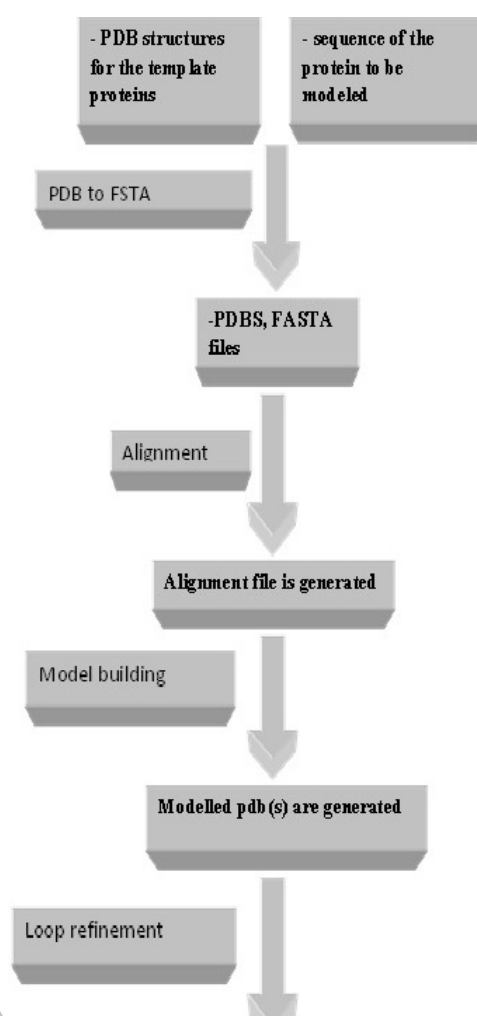 - PDB structures
for the template
proteins
- sequence of the
protein to be
modeled
PDB to FSTA
-PDBS, FASTA
files
Alignment
Alignment file is generated
Model building
Modelled pdb(s) are generated
Loop refinement